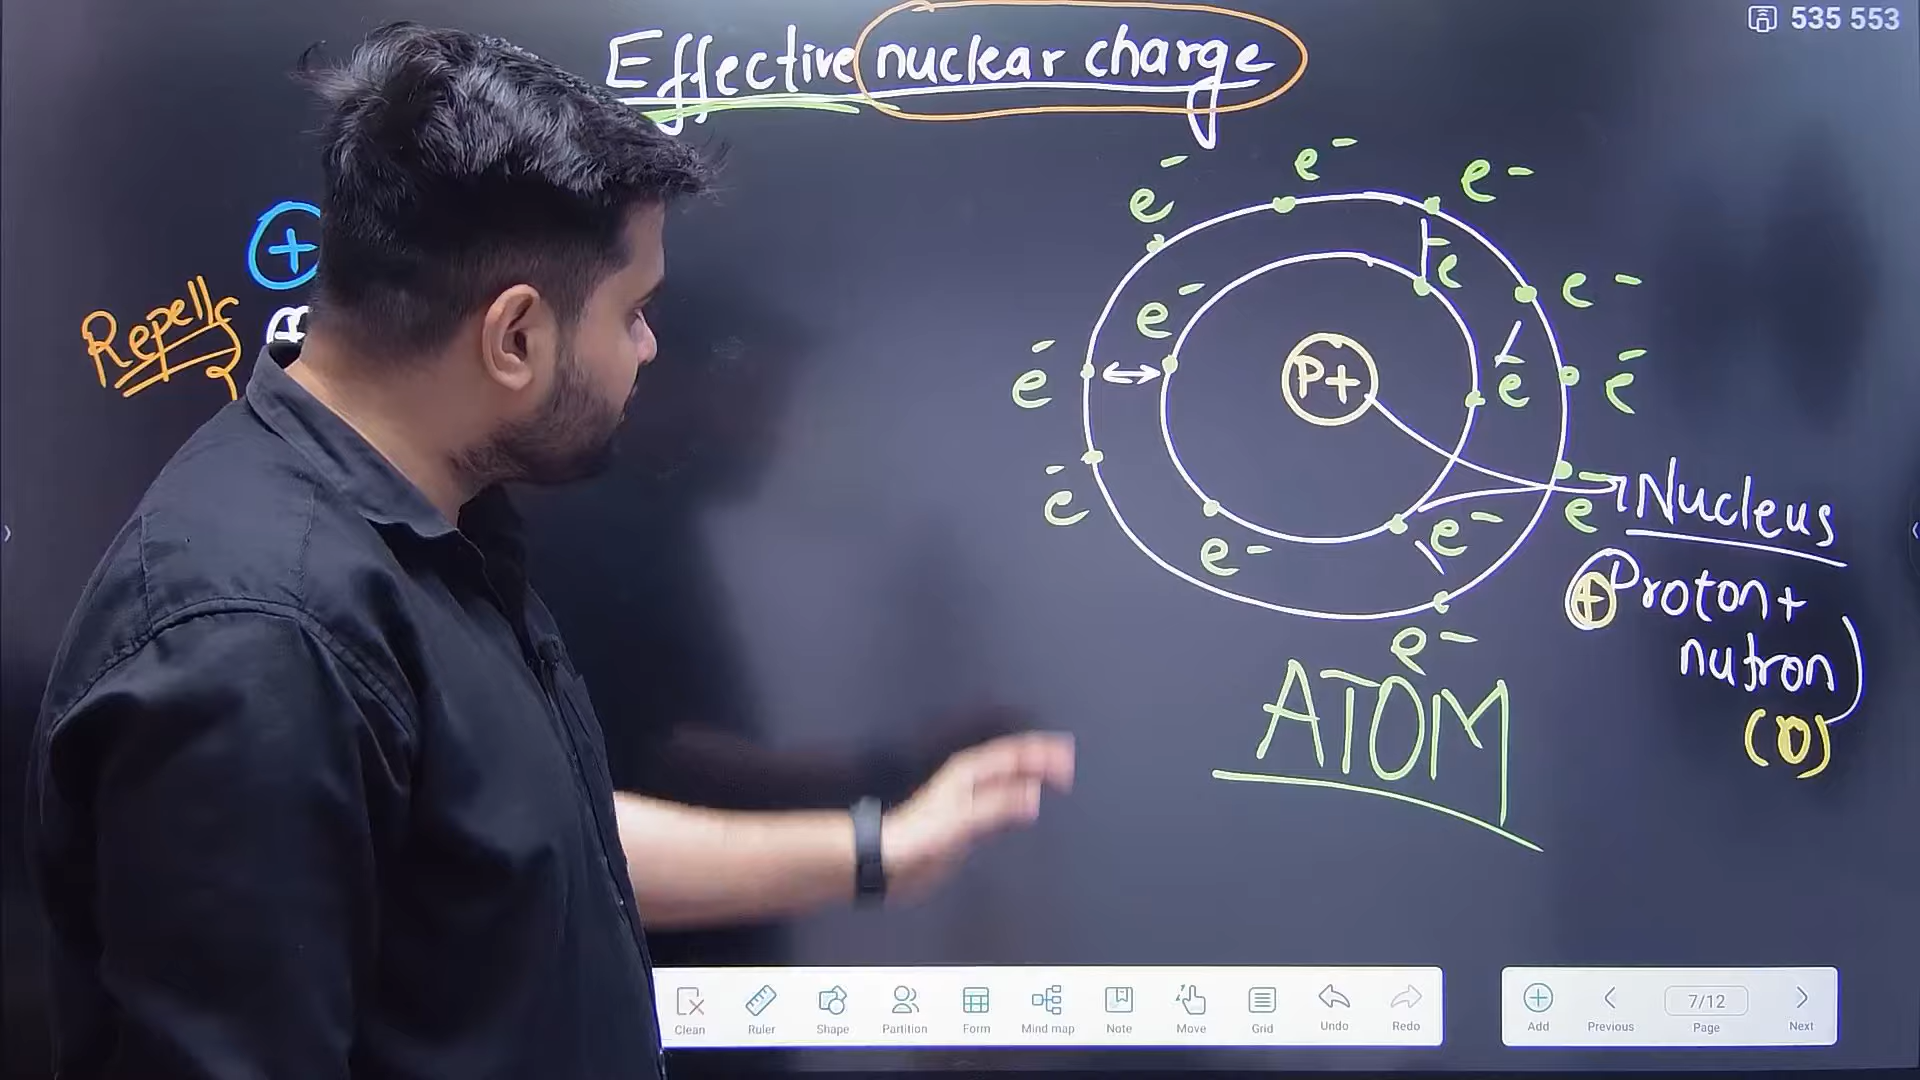 535 553
Effective nuclear charge
e⁻
e⁻
e⁻
e⁻
e⁻
e⁻
e⁻
e⁻
e⁻
e⁻
e⁻
e⁻
e⁻
e⁻
P+
+
Nucleus
+ Proton+
nutron
(0)
ATOM
Clean
Ruler
Shape
Partition
Form
Mind map
Note
Move
Grid
Undo
Redo
Add
Previous
7/12
Page
Next